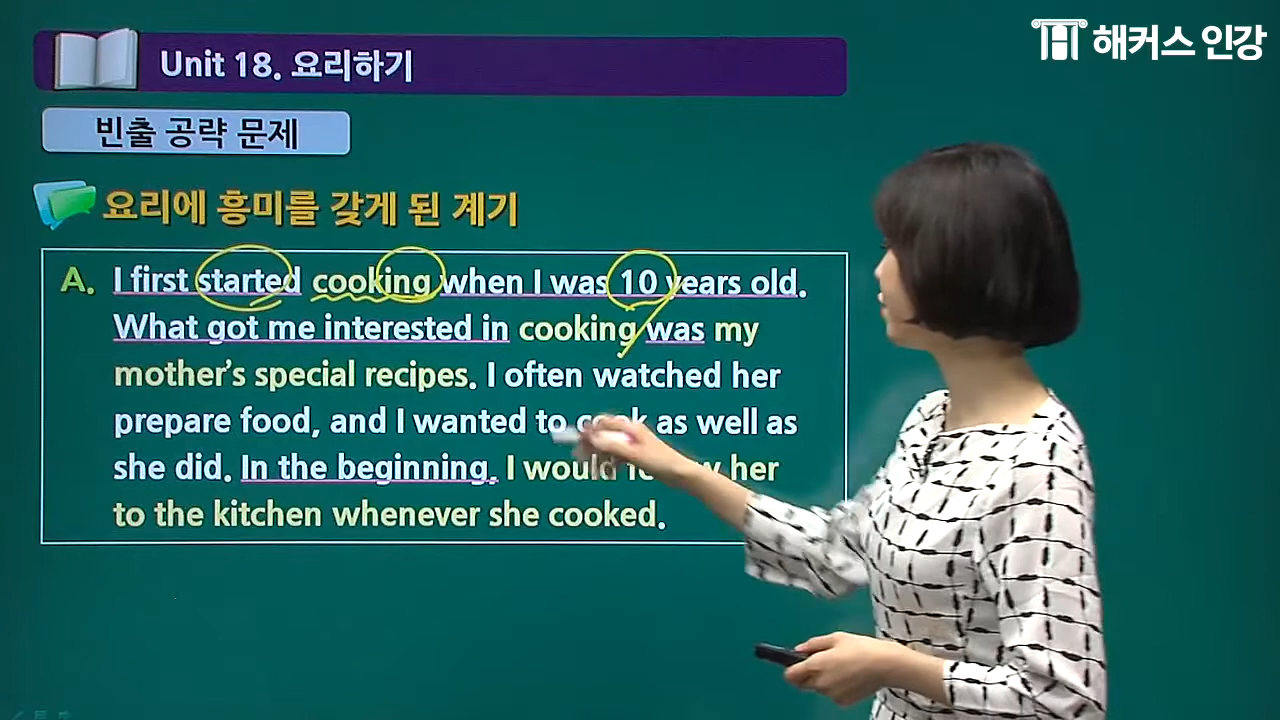 해커스 인강
Unit 18. 요리하기
빈출 공략 문제
요리에 흥미를 갖게 된 계기
A. I first started cooking when I was 10 years old.
What got me interested in cooking was my
mother's special recipes. I often watched her
prepare food, and I wanted to cook as well as
she did. In the beginning, I would her
to the kitchen whenever she cooked.